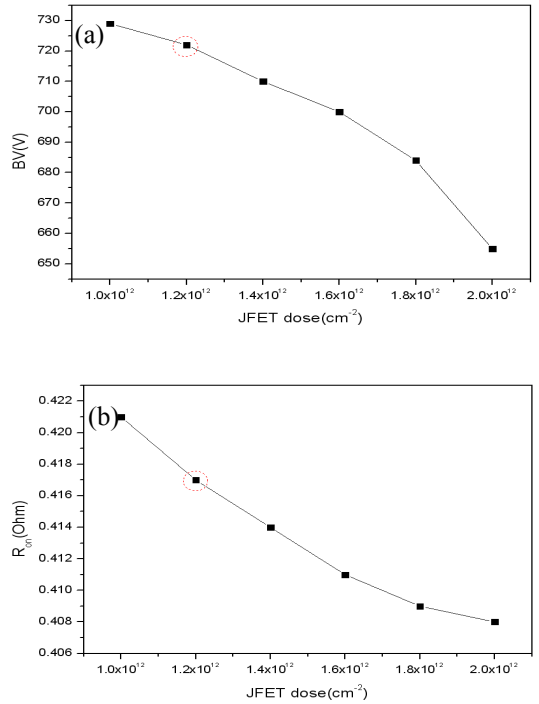 (a)
730
720
710
700
690
680
670
660
650
BV(V)
1.0x10¹² 1.2x10¹² 1.4x10¹² 1.6x10¹² 1.8x10¹² 2.0x10¹²
JFET dose(cm⁻²)
(b)
0.422
0.420
0.418
0.416
0.414
0.412
0.410
0.408
0.406
Rₒₙ(Ohm)
1.0x10¹² 1.2x10¹² 1.4x10¹² 1.6x10¹² 1.8x10¹² 2.0x10¹²
JFET dose(cm⁻²)